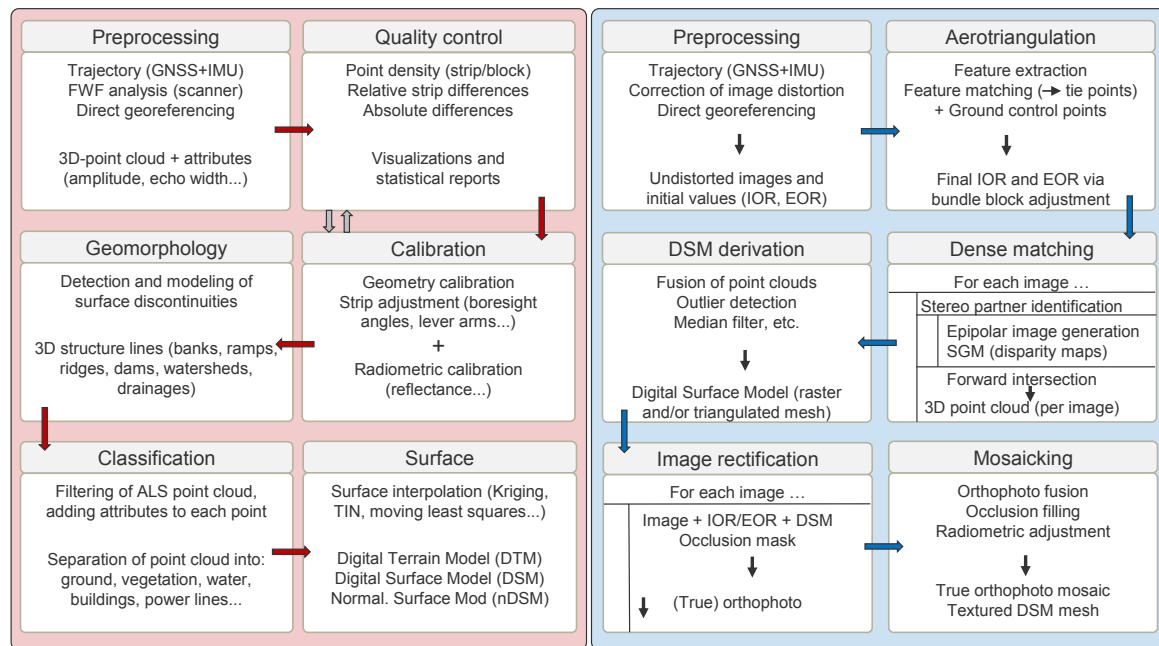 Preprocessing
Trajectory (GNSS+IMU)
FWF analysis (scanner)
Direct georeferencing
3D-point cloud + attributes
(amplitude, echo width...)
Quality control
Point density (strip/block)
Relative strip differences
Absolute differences
Visualizations and
statistical reports
Geomorphology
Detection and modeling of
surface discontinuities
3D structure lines (banks, ramps,
ridges, dams, watersheds,
drainages)
Calibration
Geometry calibration
Strip adjustment (boresight
angles, lever arms...)
+
Radiometric calibration
(reflectance...)
Classification
Filtering of ALS point cloud,
adding attributes to each point
Separation of point cloud into:
ground, vegetation, water,
buildings, power lines...
Surface
Surface interpolation (Kriging,
TIN, moving least squares...)
Digital Terrain Model (DTM)
Digital Surface Model (DSM)
Normal. Surface Mod (nDSM)
Preprocessing
Trajectory (GNSS+IMU)
Correction of image distortion
Direct georeferencing
Undistorted images and
initial values (IOR, EOR)
Aerotriangulation
Feature extraction
Feature matching (→ tie points)
+ Ground control points
Final IOR and EOR via
bundle block adjustment
DSM derivation
Fusion of point clouds
Outlier detection
Median filter, etc.
Digital Surface Model (raster
and/or triangulated mesh)
Dense matching
For each image ...
Stereo partner identification
Epipolar image generation
SGM (disparity maps)
Forward intersection
3D point cloud (per image)
Image rectification
For each image ...
Image + IOR/EOR + DSM
Occlusion mask
(True) orthophoto
Mosaicking
Orthophoto fusion
Occlusion filling
Radiometric adjustment
True orthophoto mosaic
Textured DSM mesh